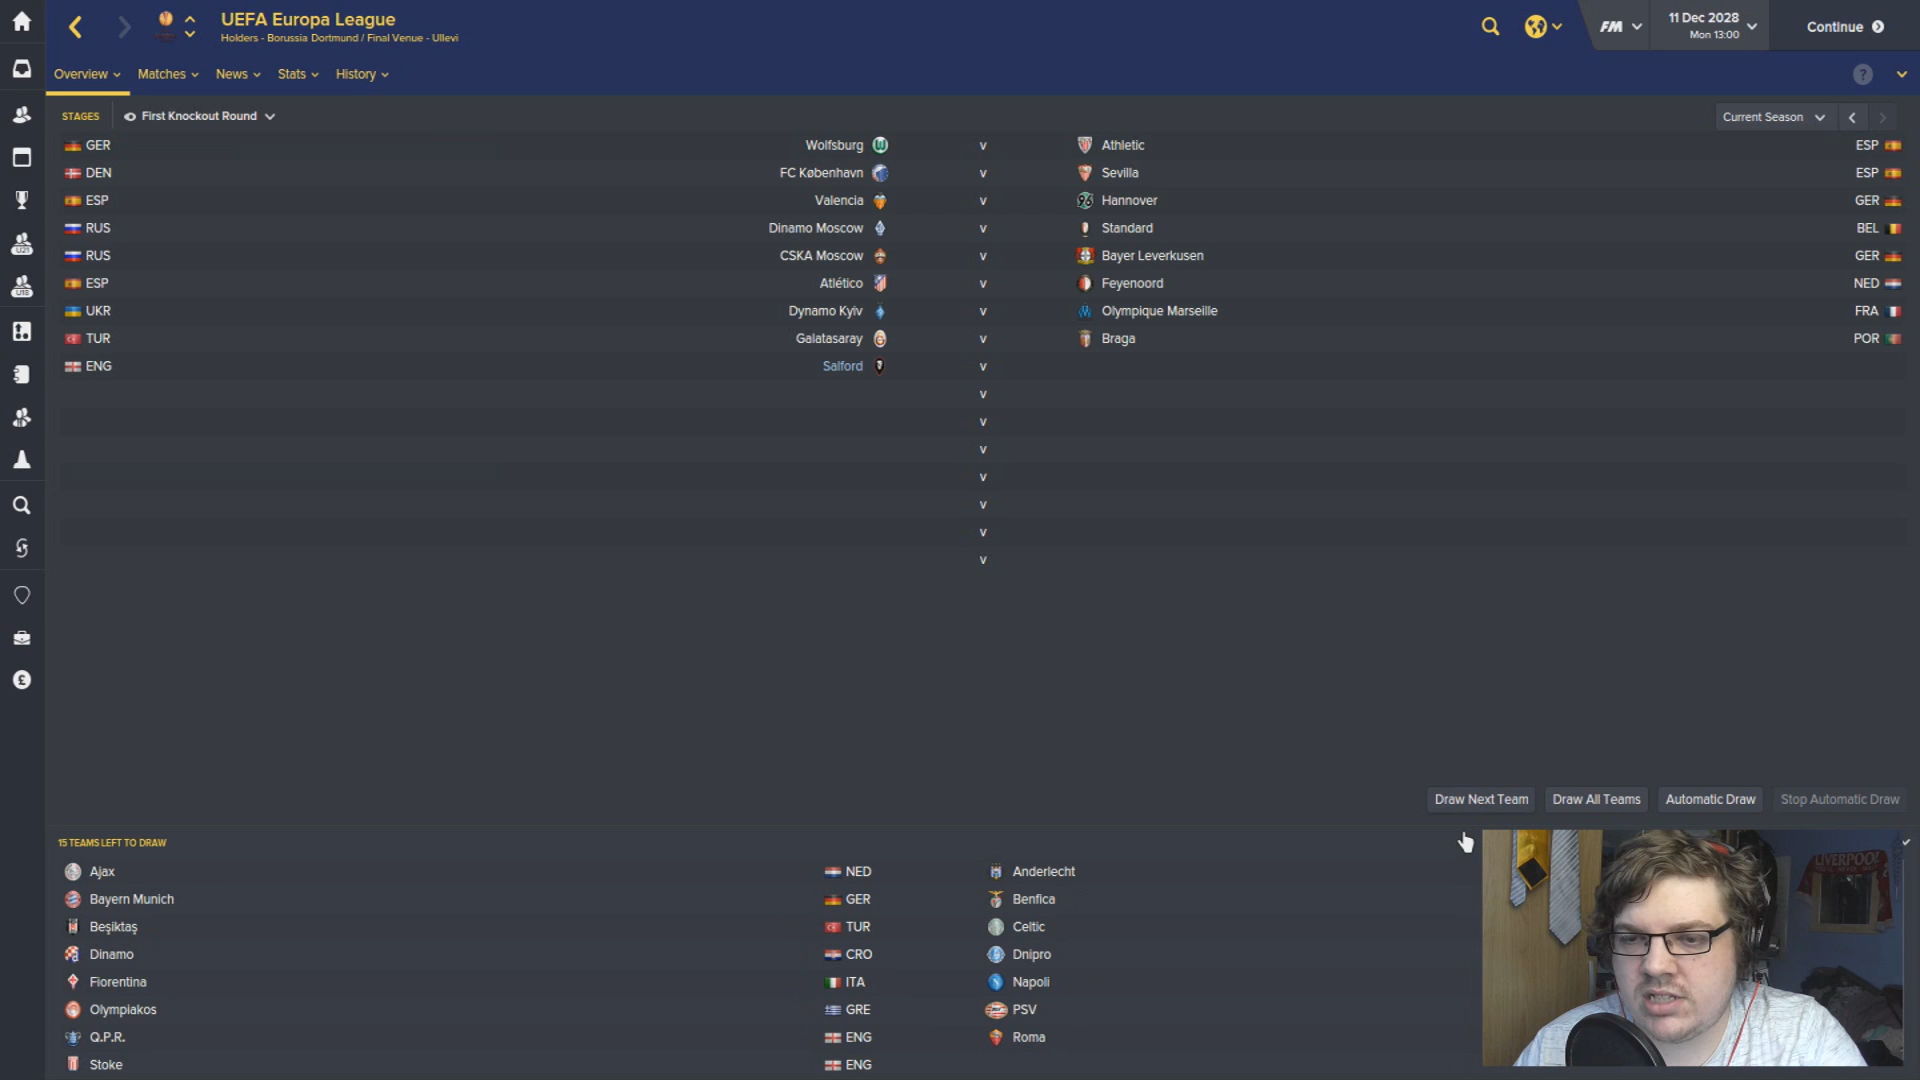 UEFA Europa League
Holders - Borussia Dortmund / Final Venue - Ullevi
FM
11 Dec 2028
Mon 13:00
Continue
Overview Matches News Stats History
?
STAGES First Knockout Round Current Season
GER Wolfsburg v Athletic ESP
DEN FC København v Sevilla ESP
ESP Valencia v Hannover GER
RUS Dinamo Moscow v Standard BEL
RUS CSKA Moscow v Bayer Leverkusen GER
ESP Atlético v Feyenoord NED
UKR Dynamo Kyiv v Olympique Marseille FRA
TUR Galatasaray v Braga POR
ENG Salford v
v
v
v
v
v
v
v
Draw Next Team Draw All Teams Automatic Draw Stop Automatic Draw
15 TEAMS LEFT TO DRAW
Ajax NED Anderlecht
Bayern Munich GER Benfica
Beşiktaş TUR Celtic
Dinamo CRO Dnipro
Fiorentina ITA Napoli
Olympiakos GRE PSV
Q.P.R. ENG Roma
Stoke ENG
LIVERPOOL